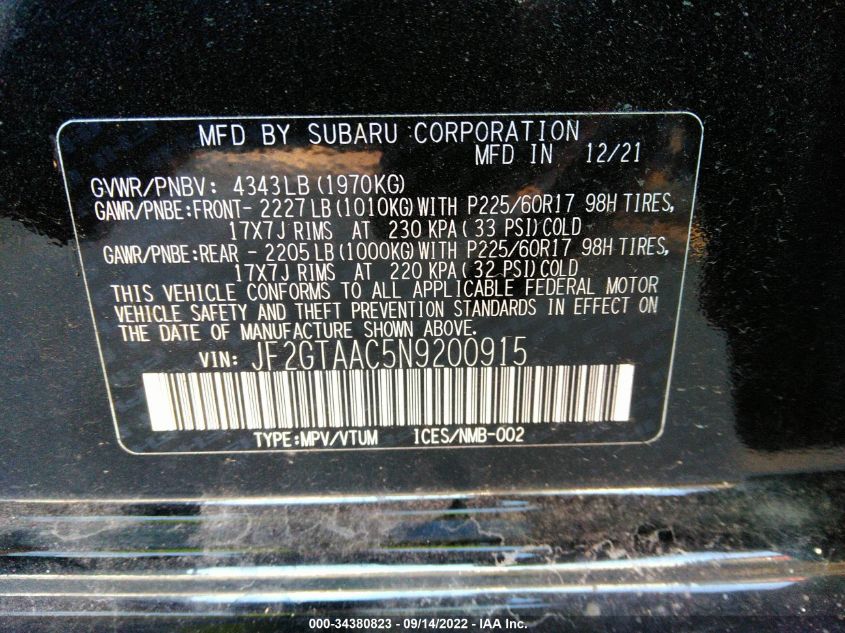 MFD BY SUBARU CORPORATION
MFD IN 12/21
GVWR/PNBV: 4343LB (1970KG)
GAWR/PNBE:FRONT- 2227 LB (1010KG) WITH P225/60R17 98H TIRES,
17X7J RIMS AT 230 KPA ( 33 PSI) COLD
GAWR/PNBE:REAR - 2205 LB (1000KG) WITH P225/60R17 98H TIRES,
17X7J RIMS AT 220 KPA ( 32 PSI) COLD
THIS VEHICLE CONFORMS TO ALL APPLICABLE FEDERAL MOTOR
VEHICLE SAFETY AND THEFT PREVENTION STANDARDS IN EFFECT ON
THE DATE OF MANUFACTURE SHOWN ABOVE.
VIN: JF2GTAAC5N9200915
TYPE:MPV/VTUM ICES/NMB-002
000-34380823 - 09/14/2022 - IAA Inc.